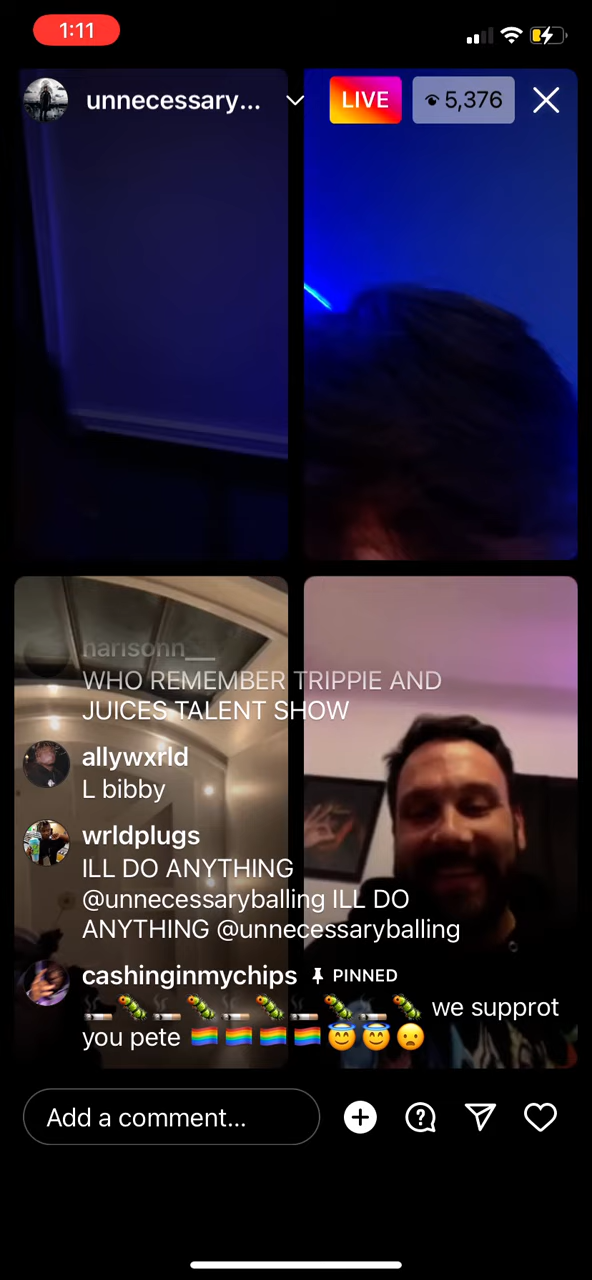 1:11
unnecessary...
LIVE
5,376
harisonn__
WHO REMEMBER TRIPPIE AND
JUICES TALENT SHOW
allywxrld
L bibby
wrldplugs
ILL DO ANYTHING
@unnecessaryballing ILL DO
ANYTHING @unnecessaryballing
cashinginmychips 📌 PINNED
🚬🐛🚬🐛🚬🐛🚬🐛🚬🐛 we supprot
you pete 🏳️‍🌈🏳️‍🌈🏳️‍🌈🏳️‍🌈😇😇😦
Add a comment...